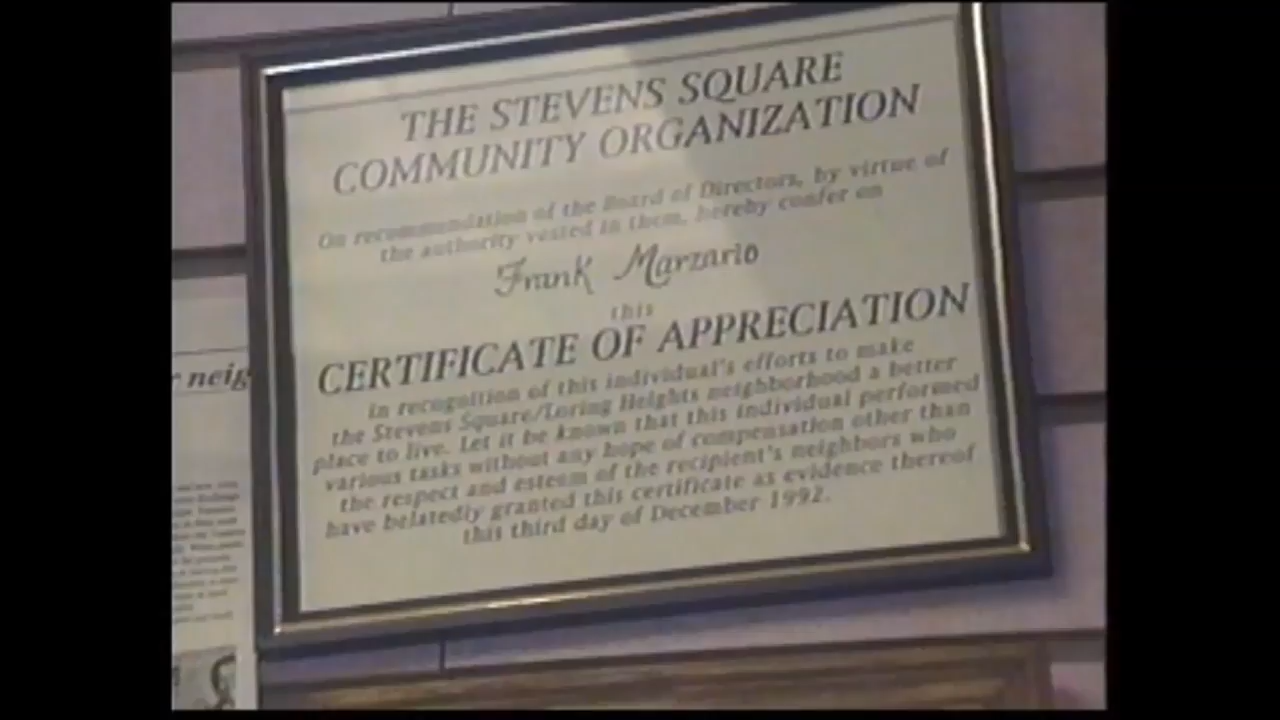 THE STEVENS SQUARE
COMMUNITY ORGANIZATION
On recommendation of the Board of Directors, by virtue of
the authority vested in them, hereby confer on
Frank Marzario
this
CERTIFICATE OF APPRECIATION
in recognition of this individual's efforts to make
the Stevens Square/Loring Heights neighborhood a better
place to live. Let it be known that this individual performed
various tasks without any hope of compensation other than
the respect and esteem of the recipient's neighbors who
have belatedly granted this certificate as evidence thereof
this third day of December 1992.
r neig